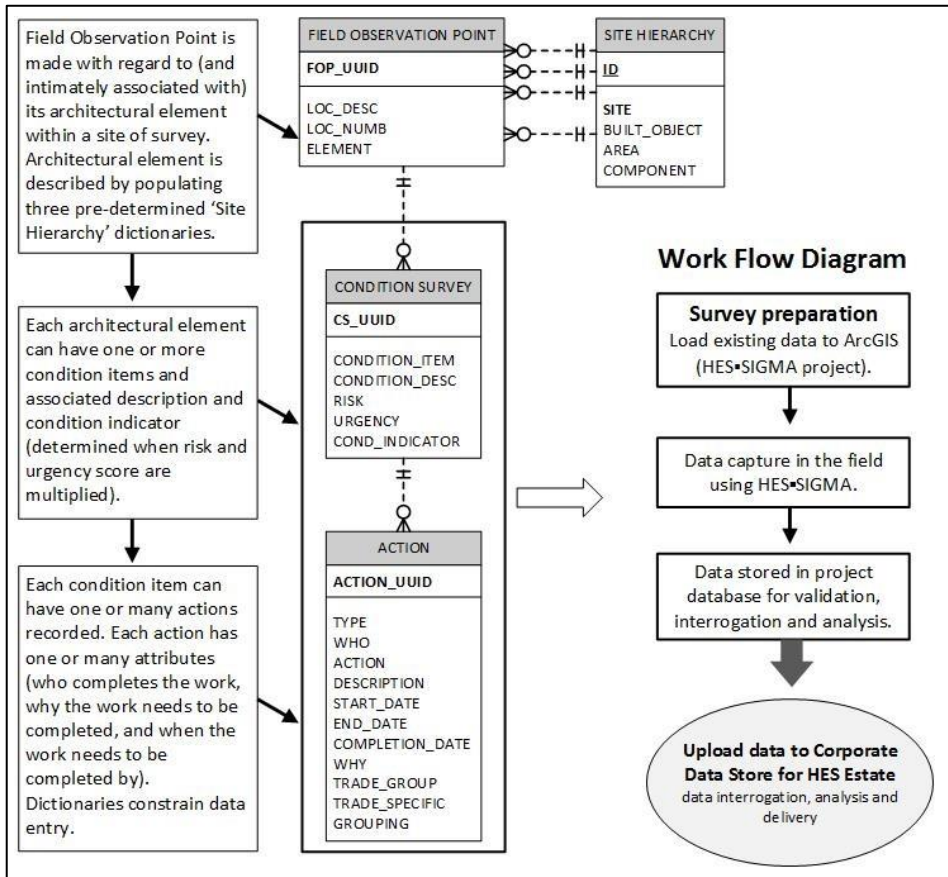 Field Observation Point is
made with regard to (and
intimately associated with)
its architectural element
within a site of survey.
Architectural element is
described by populating
three pre-determined ‘Site
Hierarchy’ dictionaries.
Each architectural element
can have one or more
condition items and
associated description and
condition indicator
(determined when risk and
urgency score are
multiplied).
Each condition item can
have one or many actions
recorded. Each action has
one or many attributes
(who completes the work,
why the work needs to be
completed, and when the
work needs to be
completed by).
Dictionaries constrain data
entry.
FIELD OBSERVATION POINT
FOP_UUID
LOC_DESC
LOC_NUMB
ELEMENT
SITE HIERARCHY
ID
SITE
BUILT_OBJECT
AREA
COMPONENT
CONDITION SURVEY
CS_UUID
CONDITION_ITEM
CONDITION_DESC
RISK
URGENCY
COND_INDICATOR
ACTION
ACTION_UUID
TYPE
WHO
ACTION
DESCRIPTION
START_DATE
END_DATE
COMPLETION_DATE
WHY
TRADE_GROUP
TRADE_SPECIFIC
GROUPING
Work Flow Diagram
Survey preparation
Load existing data to ArcGIS
(HES▪SIGMA project).
Data capture in the field
using HES▪SIGMA.
Data stored in project
database for validation,
interrogation and analysis.
Upload data to Corporate
Data Store for HES Estate
data interrogation, analysis and
delivery